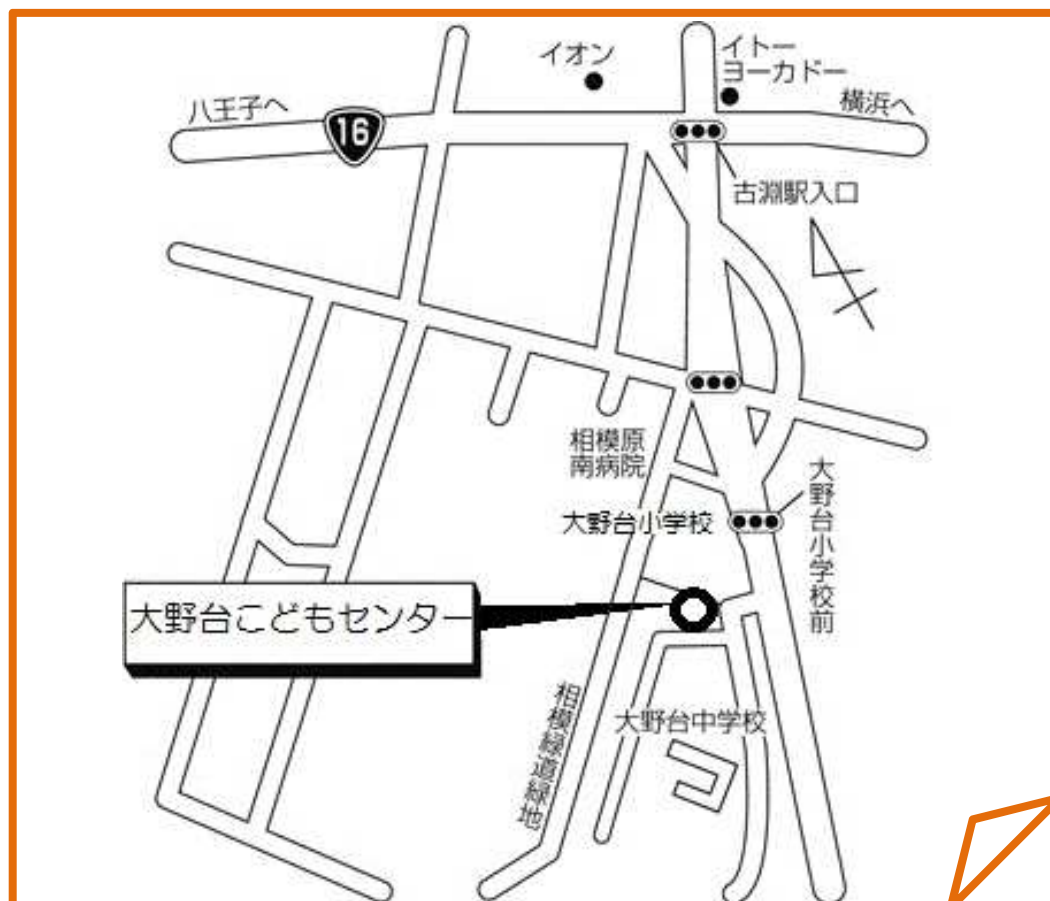 イオン
イトー
ヨーカドー
八王子へ
16
横浜へ
古淵駅入口
相模原
南病院
大野台小学校
大野台小学校前
大野台こどもセンター
相模緑道緑地
大野台中学校